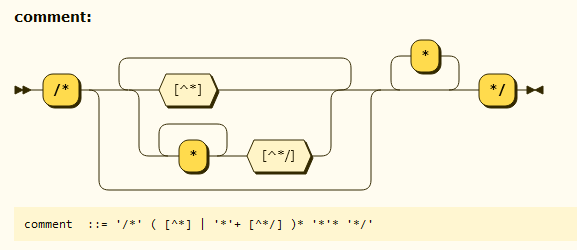 comment:
*
/* [^*] */
* [^*/]
comment ::= '/*' ( [^*] | '*'+ [^*/] )* '*'* '*/'